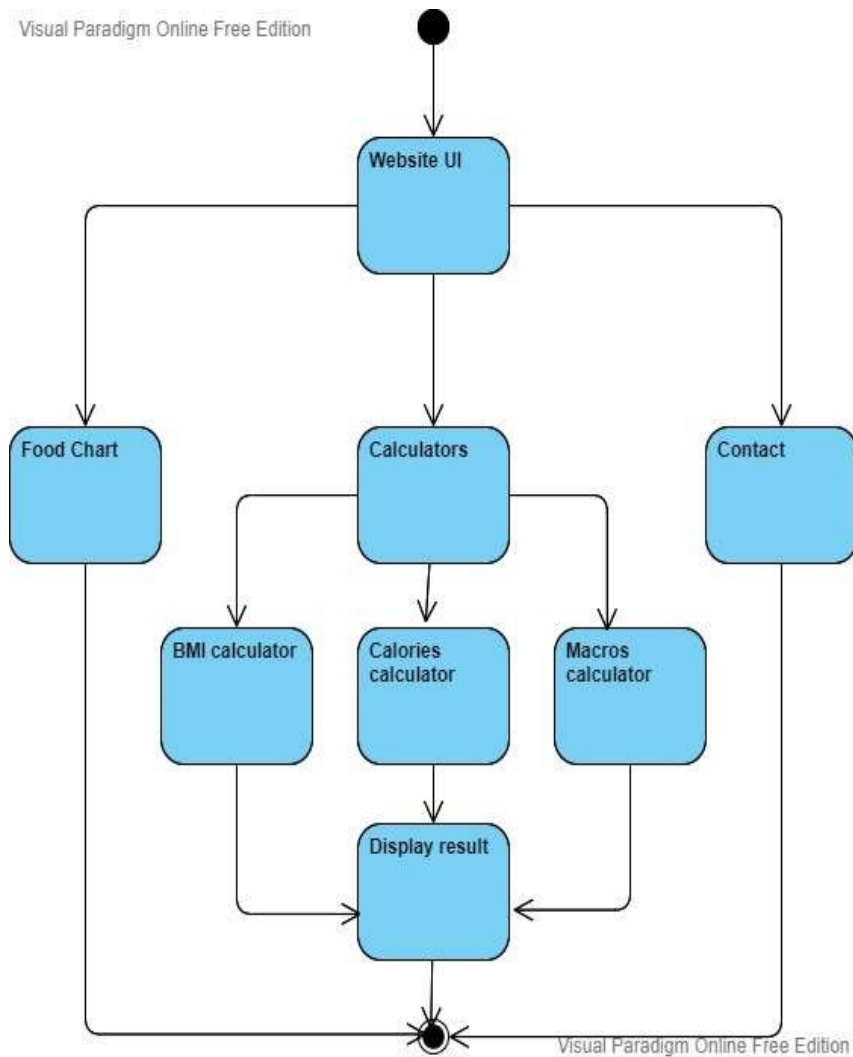 Visual Paradigm Online Free Edition
Website UI
Food Chart
Calculators
Contact
BMI calculator
Calories
calculator
Macros
calculator
Display result
Visual Paradigm Online Free Edition